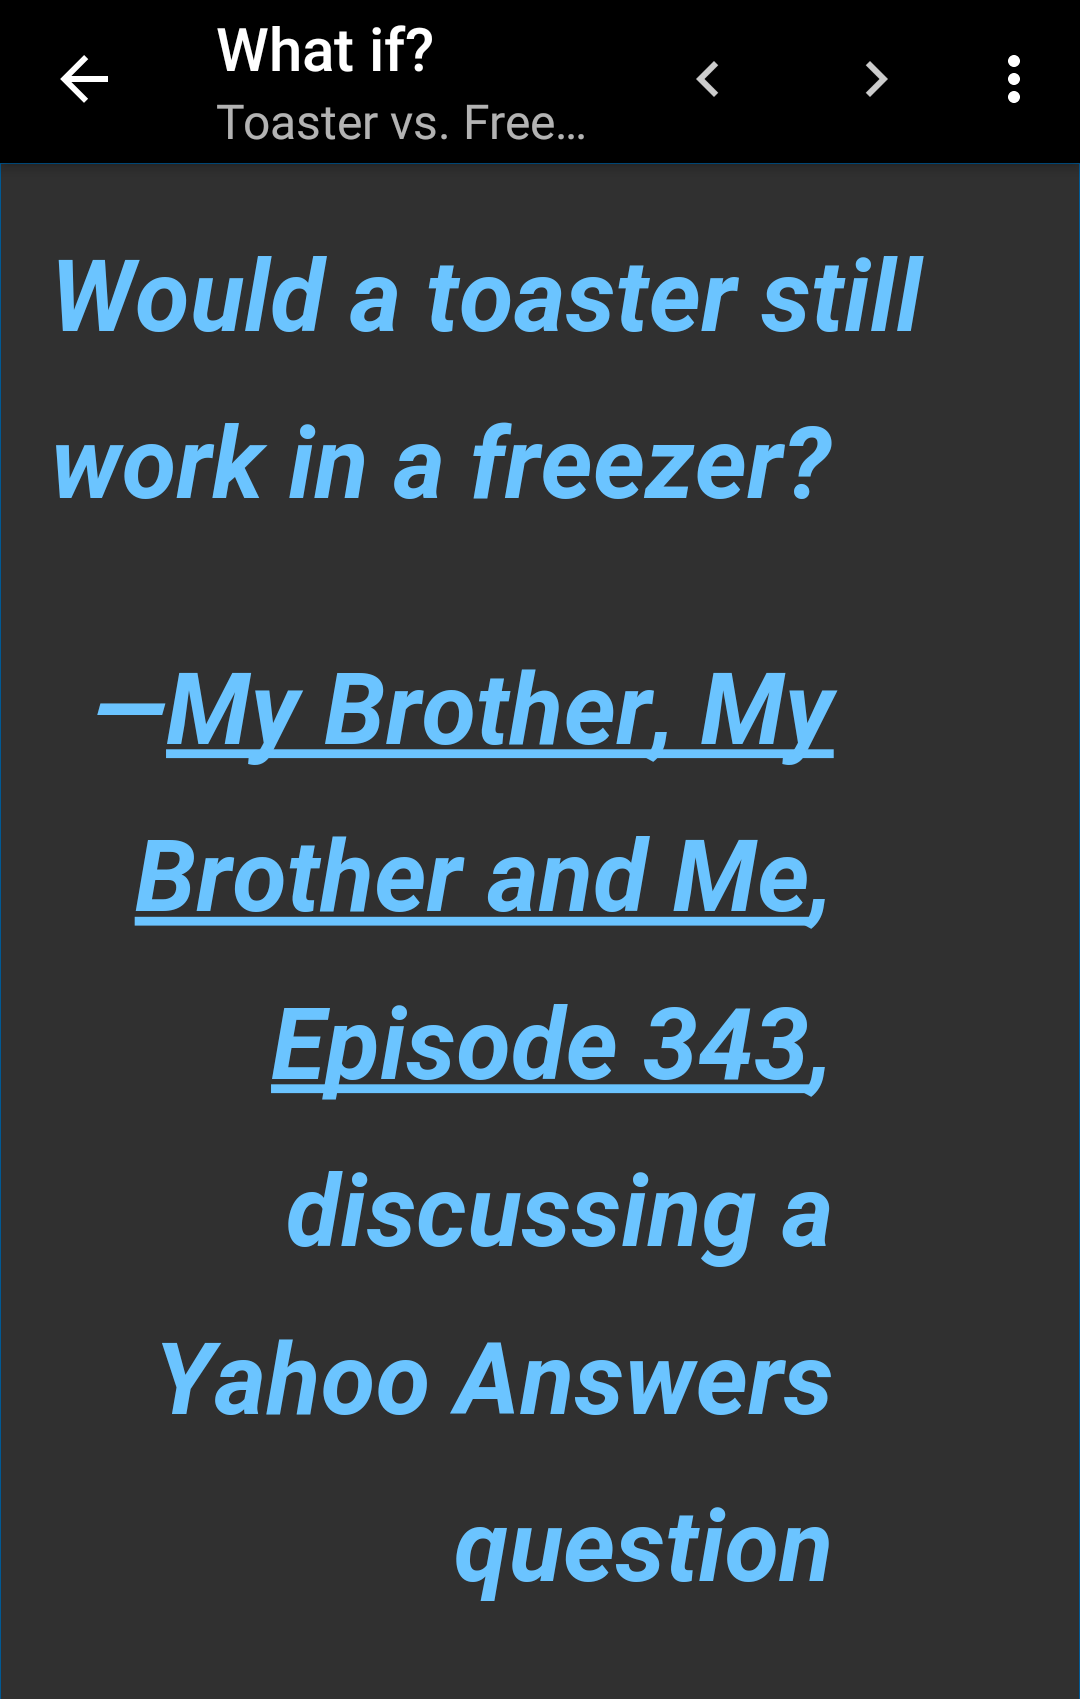 What if?
Toaster vs. Free...
Would a toaster still
work in a freezer?
—My Brother, My
Brother and Me,
Episode 343,
discussing a
Yahoo Answers
question